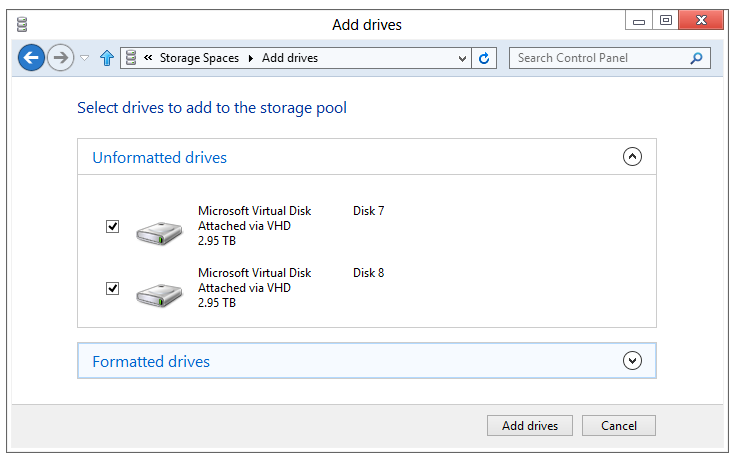 Add drives
« Storage Spaces ▸ Add drives
Search Control Panel
Select drives to add to the storage pool
Unformatted drives
Microsoft Virtual Disk Disk 7
Attached via VHD
2.95 TB
Microsoft Virtual Disk Disk 8
Attached via VHD
2.95 TB
Formatted drives
Add drives Cancel